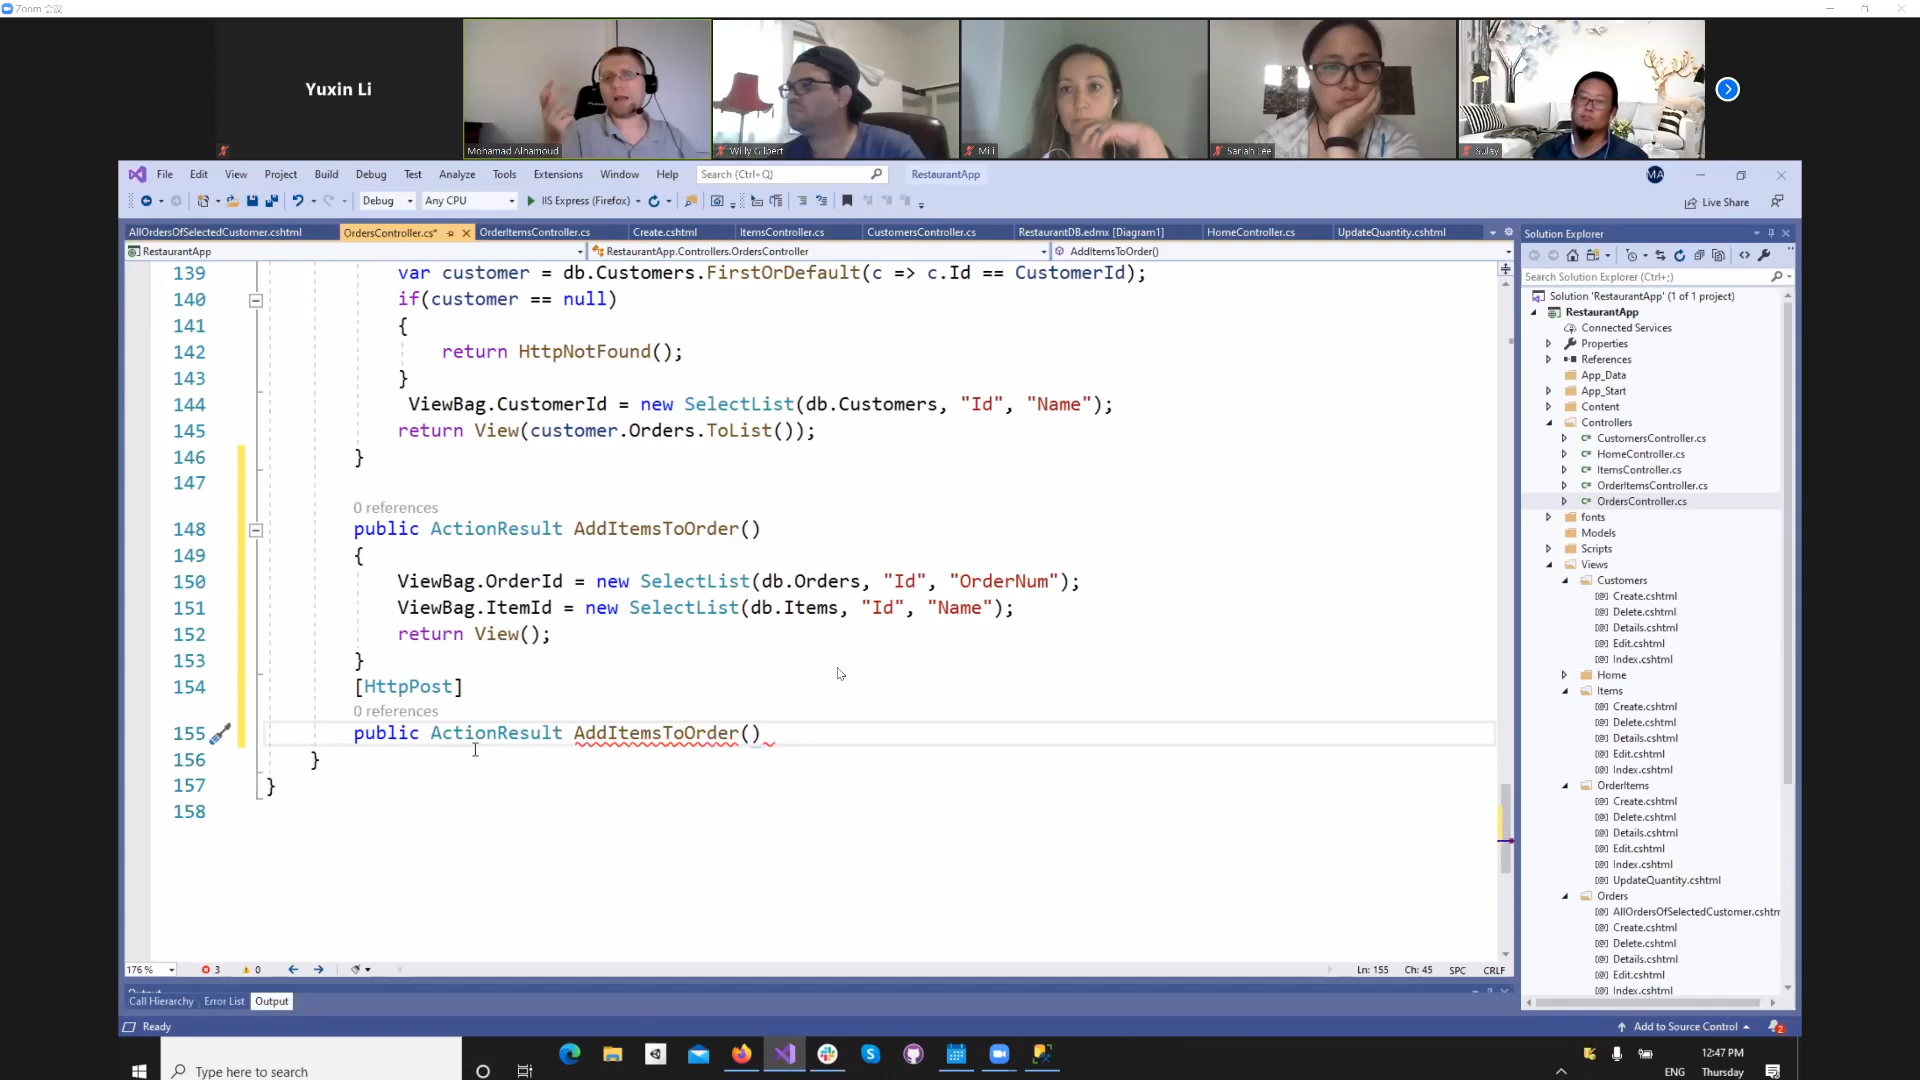 Zoom 会议
Yuxin Li
Mohamad Alhamoud
Willy Gilpert
Mili
Sariah Lee
Sulay
File Edit View Project Build Debug Test Analyze Tools Extensions Window Help Search (Ctrl+Q) RestaurantApp MA
Debug Any CPU IIS Express (Firefox) Live Share
AllOrdersOfSelectedCustomer.cshtml OrdersController.cs* OrderItemsController.cs Create.cshtml ItemsController.cs CustomersController.cs RestaurantDB.edmx [Diagram1] HomeController.cs UpdateQuantity.cshtml
RestaurantApp RestaurantApp.Controllers.OrdersController AddItemsToOrder()
139 var customer = db.Customers.FirstOrDefault(c => c.Id == CustomerId);
140 if(customer == null)
141 {
142 return HttpNotFound();
143 }
144 ViewBag.CustomerId = new SelectList(db.Customers, "Id", "Name");
145 return View(customer.Orders.ToList());
146 }
147
0 references
148 public ActionResult AddItemsToOrder()
149 {
150 ViewBag.OrderId = new SelectList(db.Orders, "Id", "OrderNum");
151 ViewBag.ItemId = new SelectList(db.Items, "Id", "Name");
152 return View();
153 }
154 [HttpPost]
0 references
155 public ActionResult AddItemsToOrder()
156 }
157 }
158
176 % 3 0 Ln: 155 Ch: 45 SPC CRLF
Output
Call Hierarchy Error List Output
Ready Add to Source Control 2
Solution Explorer
Search Solution Explorer (Ctrl+;)
Solution 'RestaurantApp' (1 of 1 project)
RestaurantApp
Connected Services
Properties
References
App_Data
App_Start
Content
Controllers
CustomersController.cs
HomeController.cs
ItemsController.cs
OrderItemsController.cs
OrdersController.cs
fonts
Models
Scripts
Views
Customers
Create.cshtml
Delete.cshtml
Details.cshtml
Edit.cshtml
Index.cshtml
Home
Items
Create.cshtml
Delete.cshtml
Details.cshtml
Edit.cshtml
Index.cshtml
OrderItems
Create.cshtml
Delete.cshtml
Details.cshtml
Edit.cshtml
Index.cshtml
UpdateQuantity.cshtml
Orders
AllOrdersOfSelectedCustomer.cshtm
Create.cshtml
Delete.cshtml
Details.cshtml
Edit.cshtml
Index.cshtml
Type here to search
12:47 PM
ENG Thursday